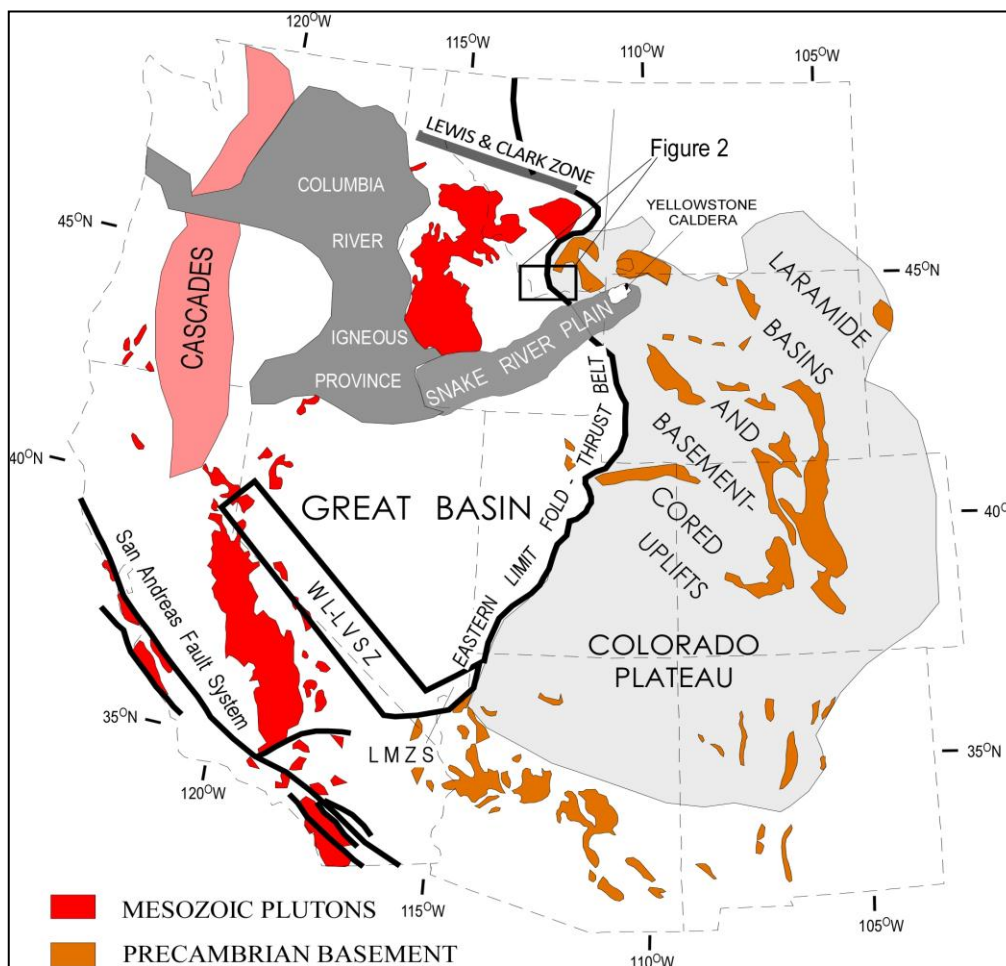 120°W
115°W
110°W
105°W
LEWIS & CLARK ZONE
Figure 2
COLUMBIA
YELLOWSTONE
CALDERA
45°N
RIVER
45°N
CASCADES
LARAMIDE
BASINS
IGNEOUS
SNAKE RIVER PLAIN
PROVINCE
AND
BASEMENT-
CORED
UPLIFTS
40°N
GREAT BASIN
EASTERN LIMIT FOLD - THRUST BELT
40°
San Andreas Fault System
WL-LVSZ
COLORADO
PLATEAU
35°N
LMZS
35°N
120°W
115°W
105°W
110°W
MESOZOIC PLUTONS
PRECAMBRIAN BASEMENT